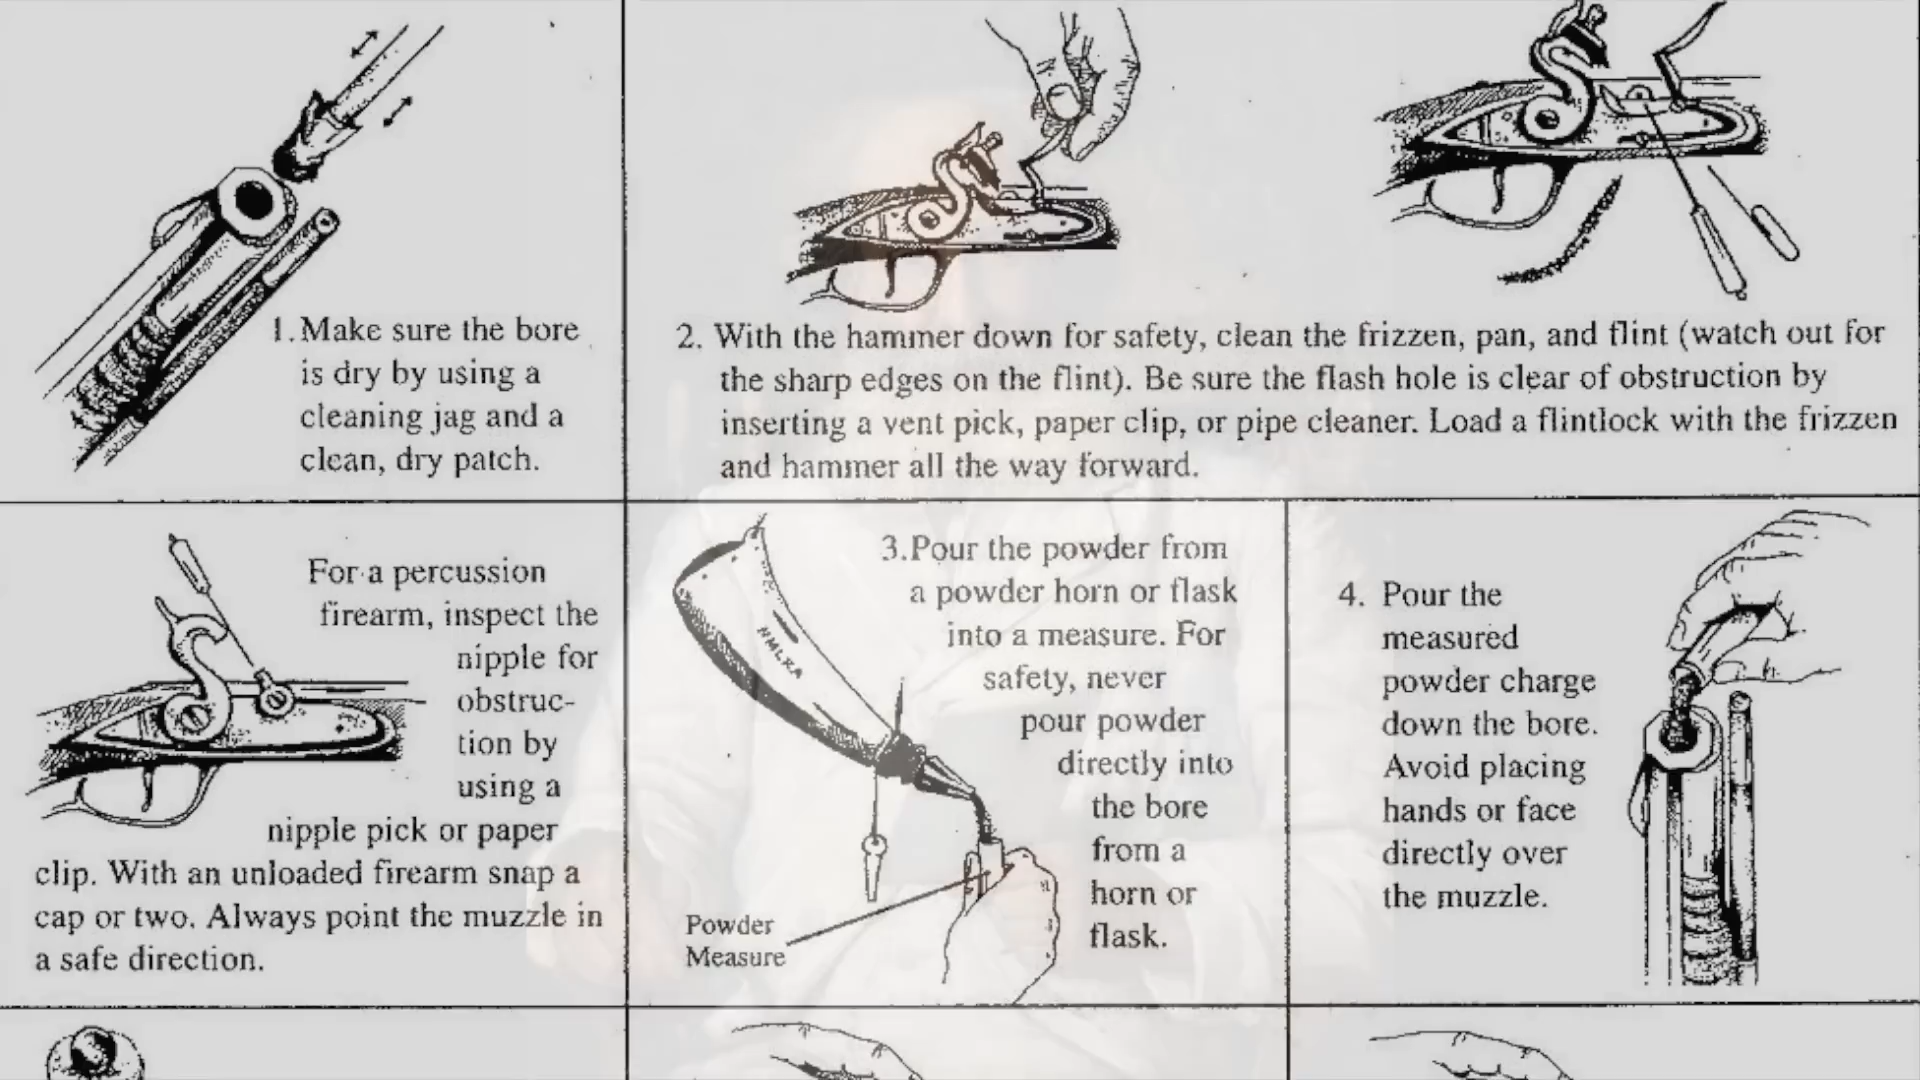 1. Make sure the bore
is dry by using a
cleaning jag and a
clean, dry patch.
2. With the hammer down for safety, clean the frizzen, pan, and flint (watch out for
the sharp edges on the flint). Be sure the flash hole is clear of obstruction by
inserting a vent pick, paper clip, or pipe cleaner. Load a flintlock with the frizzen
and hammer all the way forward.
For a percussion
firearm, inspect the
nipple for
obstruc-
tion by
using a
nipple pick or paper
clip. With an unloaded firearm snap a
cap or two. Always point the muzzle in
a safe direction.
NMLRA
3. Pour the powder from
a powder horn or flask
into a measure. For
safety, never
pour powder
directly into
the bore
from a
horn or
flask.
Powder
Measure
4. Pour the
measured
powder charge
down the bore.
Avoid placing
hands or face
directly over
the muzzle.